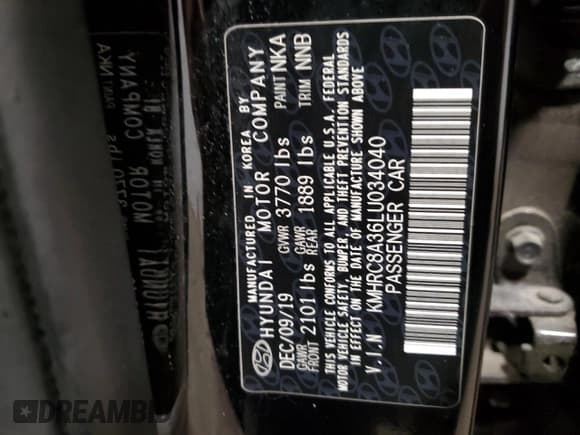 MANUFACTURED IN KOREA BY
HYUNDAI MOTOR COMPANY
DEC/09/19 GVWR 3770 lbs PAINT NKA
GAWR FRONT 2101 lbs GAWR REAR 1889 lbs TRIM NNB
THIS VEHICLE CONFORMS TO ALL APPLICABLE U.S.A. FEDERAL
MOTOR VEHICLE SAFETY, BUMPER, AND THEFT PREVENTION STANDARDS
IN EFFECT ON THE DATE OF MANUFACTURE SHOWN ABOVE
V.I.N KMHRC8A36LU034040
PASSENGER CAR
DREAMBID